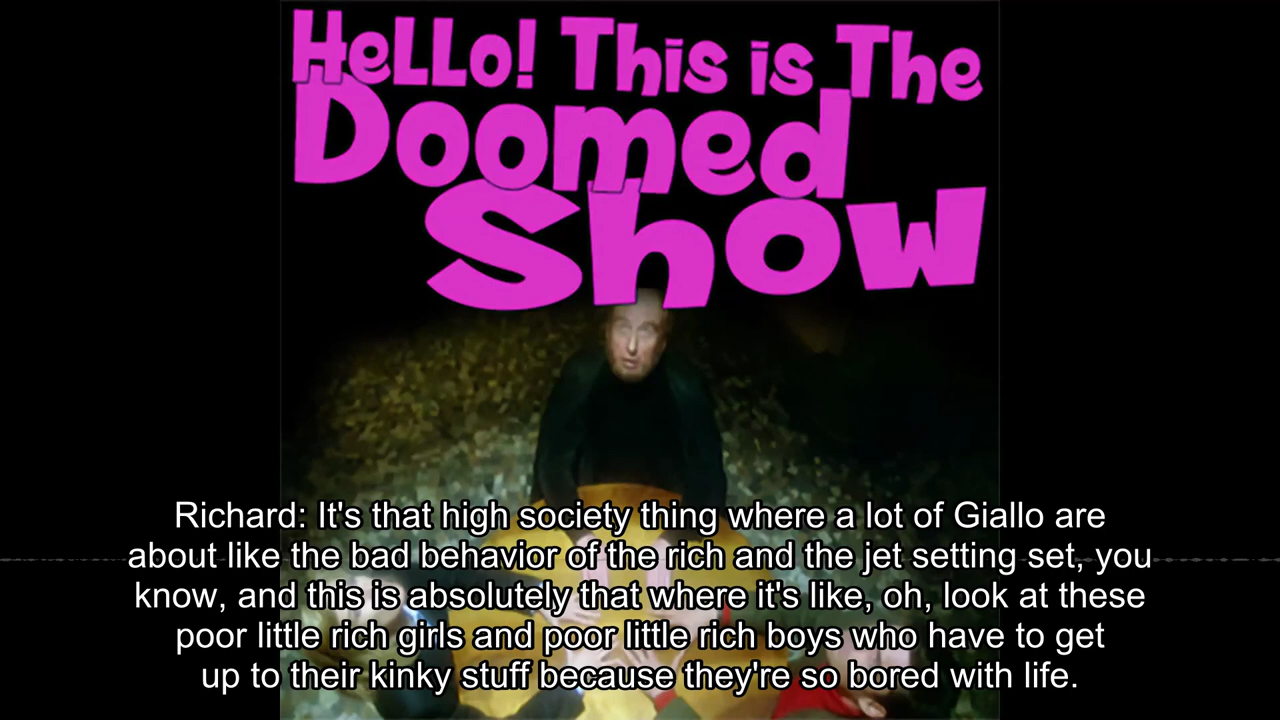 HeLLo! This is The
Doomed
Show
Richard: It's that high society thing where a lot of Giallo are
about like the bad behavior of the rich and the jet setting set, you
know, and this is absolutely that where it's like, oh, look at these
poor little rich girls and poor little rich boys who have to get
up to their kinky stuff because they're so bored with life.